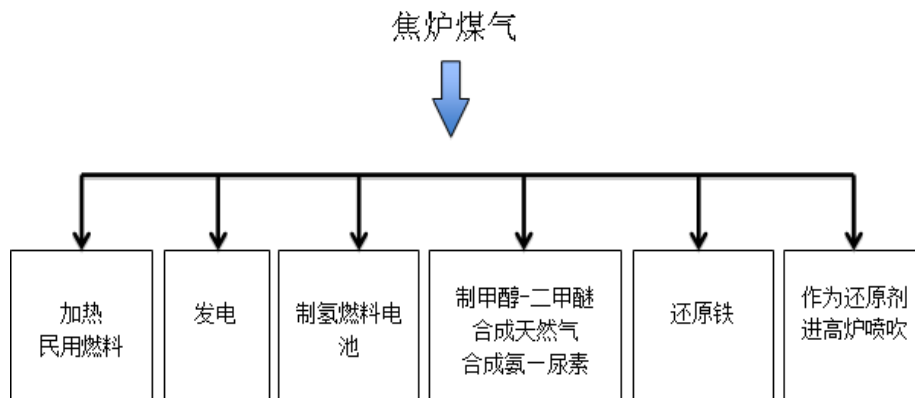 焦炉煤气
加热
民用燃料
发电
制氢燃料电
池
制甲醇-二甲醚
合成天然气
合成氨一尿素
还原铁
作为还原剂
进高炉喷吹